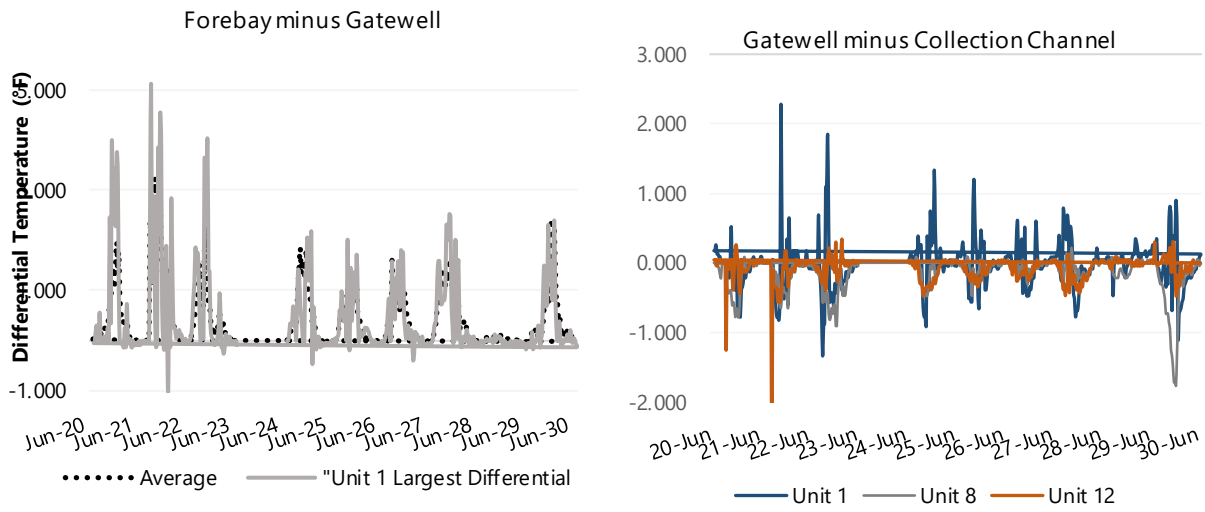 Forebay minus Gatewell
Differential Temperature (°F)
.000
.000
.000
-1.000
Jun-20
Jun-21
Jun-22
Jun-23
Jun-24
Jun-25
Jun-26
Jun-27
Jun-28
Jun-29
Jun-30
Average
"Unit 1 Largest Differential
Gatewell minus Collection Channel
3.000
2.000
1.000
0.000
-1.000
-2.000
20-Jun
21-Jun
22-Jun
23-Jun
24-Jun
25-Jun
26-Jun
27-Jun
28-Jun
29-Jun
30-Jun
Unit 1
Unit 8
Unit 12